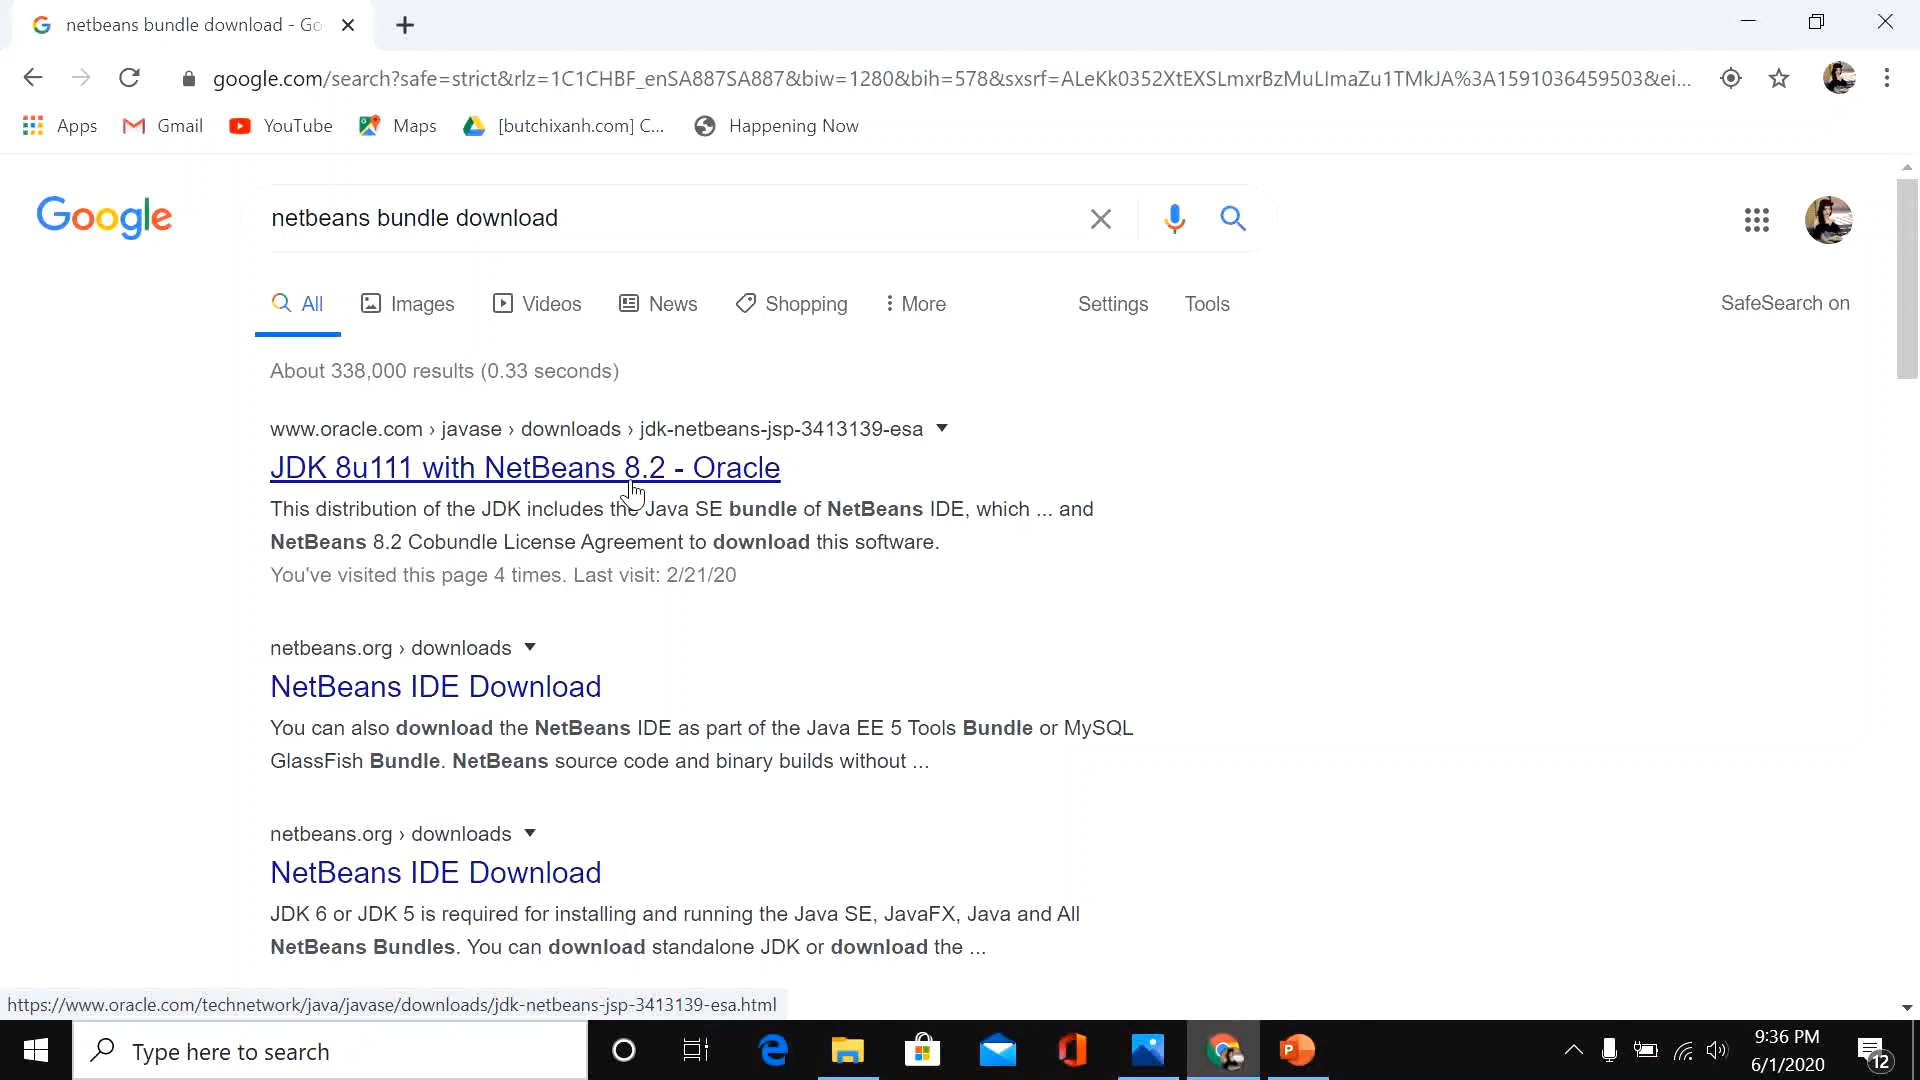 netbeans bundle download - Go
google.com/search?safe=strict&rlz=1C1CHBF_enSA887SA887&biw=1280&bih=578&sxsrf=ALeKk0352XtEXSLmxrBzMuLImaZu1TMkJA%3A1591036459503&ei...
Apps Gmail YouTube Maps [butchixanh.com] C... Happening Now
Google netbeans bundle download
All Images Videos News Shopping More Settings Tools SafeSearch on
About 338,000 results (0.33 seconds)
www.oracle.com › javase › downloads › jdk-netbeans-jsp-3413139-esa
JDK 8u111 with NetBeans 8.2 - Oracle
This distribution of the JDK includes the Java SE bundle of NetBeans IDE, which ... and
NetBeans 8.2 Cobundle License Agreement to download this software.
You've visited this page 4 times. Last visit: 2/21/20
netbeans.org › downloads
NetBeans IDE Download
You can also download the NetBeans IDE as part of the Java EE 5 Tools Bundle or MySQL
GlassFish Bundle. NetBeans source code and binary builds without ...
netbeans.org › downloads
NetBeans IDE Download
JDK 6 or JDK 5 is required for installing and running the Java SE, JavaFX, Java and All
NetBeans Bundles. You can download standalone JDK or download the ...
https://www.oracle.com/technetwork/java/javase/downloads/jdk-netbeans-jsp-3413139-esa.html
Type here to search
9:36 PM
6/1/2020
12